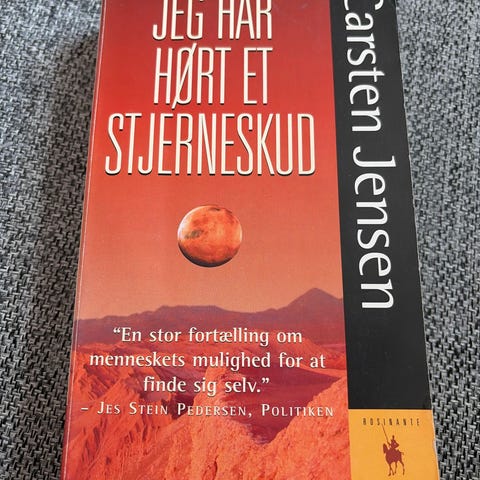 JEG HAR
HØRT ET
STJERNESKUD
Carsten Jensen
“En stor fortælling om
menneskets mulighed for at
finde sig selv.”
– JES STEIN PEDERSEN, POLITIKEN
ROSINANTE